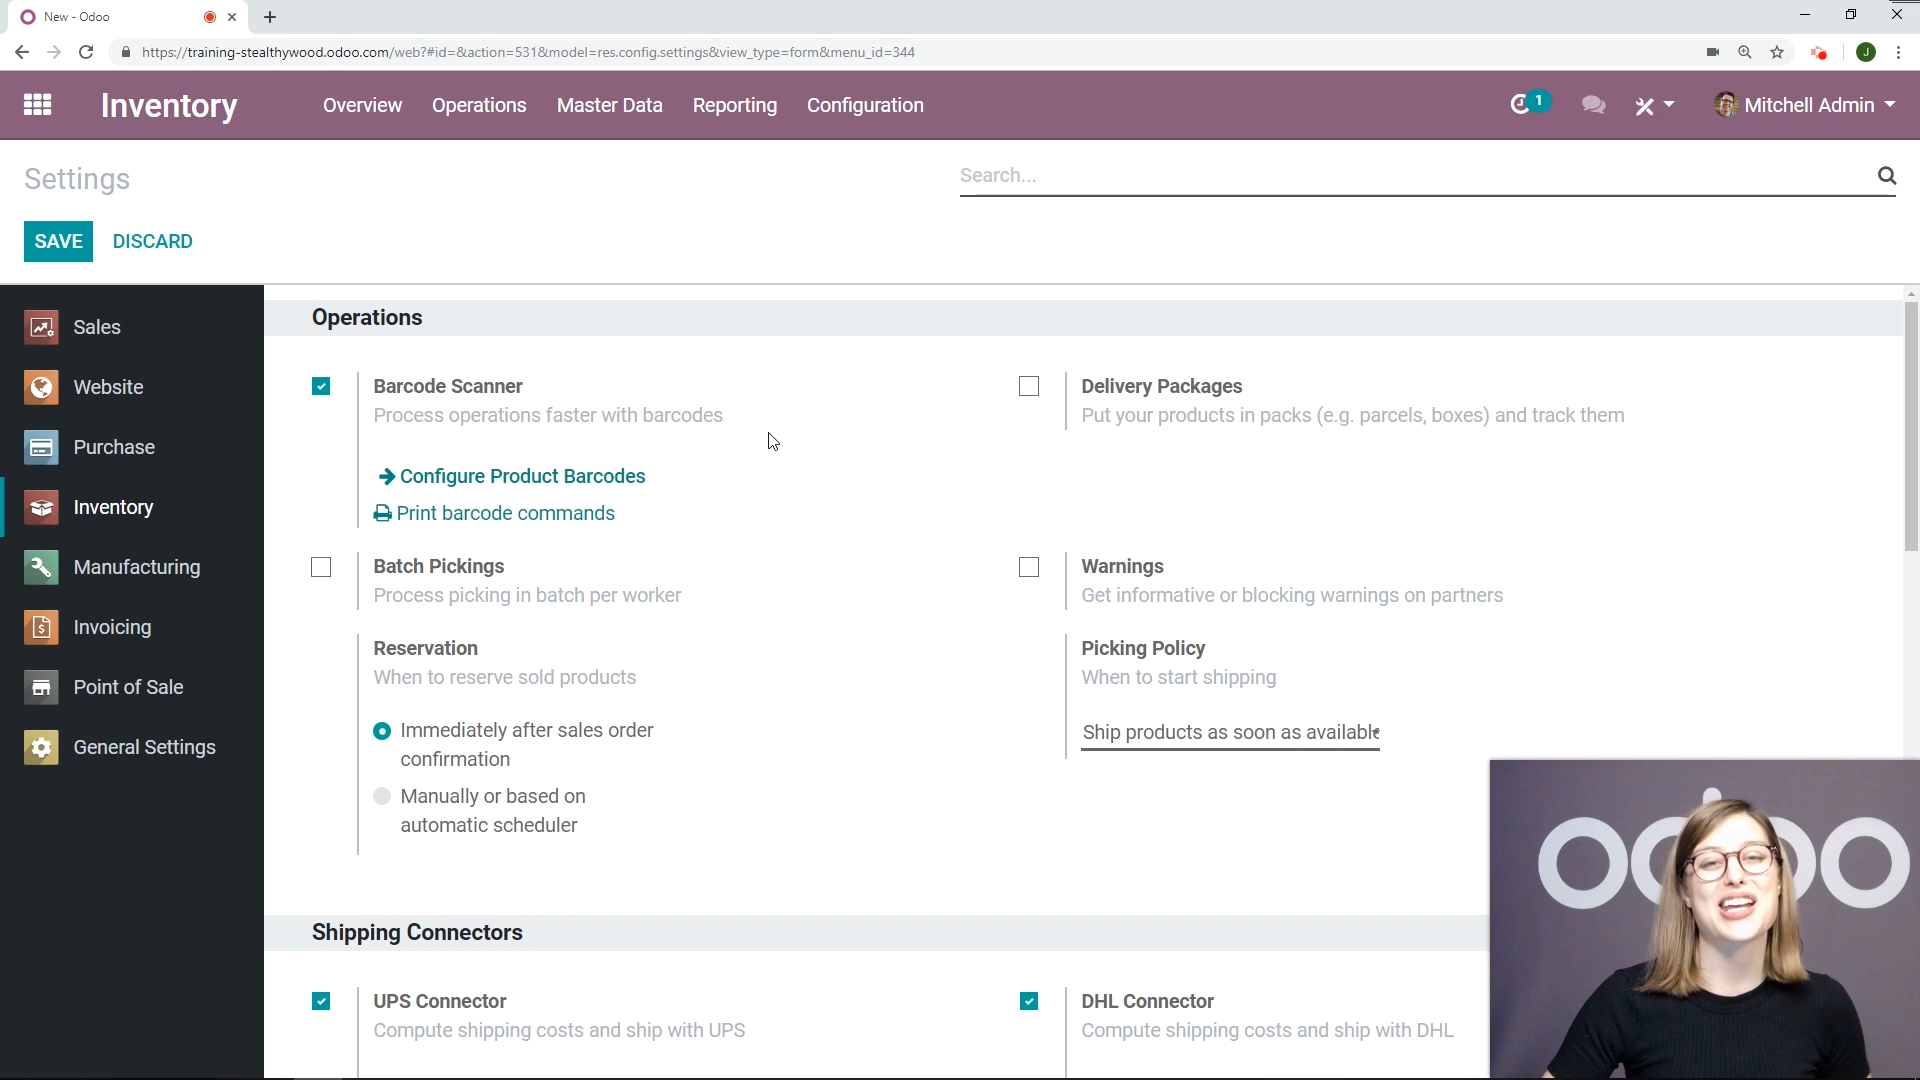 New - Odoo
https://training-stealthywood.odoo.com/web?#id=&action=531&model=res.config.settings&view_type=form&menu_id=344
J
Inventory
Overview
Operations
Master Data
Reporting
Configuration
1
Mitchell Admin
Settings
Search...
SAVE
DISCARD
Sales
Website
Purchase
Inventory
Manufacturing
Invoicing
Point of Sale
General Settings
Operations
Barcode Scanner
Process operations faster with barcodes
Configure Product Barcodes
Print barcode commands
Delivery Packages
Put your products in packs (e.g. parcels, boxes) and track them
Batch Pickings
Process picking in batch per worker
Warnings
Get informative or blocking warnings on partners
Reservation
When to reserve sold products
Immediately after sales order
confirmation
Manually or based on
automatic scheduler
Picking Policy
When to start shipping
Ship products as soon as available
Shipping Connectors
UPS Connector
Compute shipping costs and ship with UPS
DHL Connector
Compute shipping costs and ship with DHL
odoo